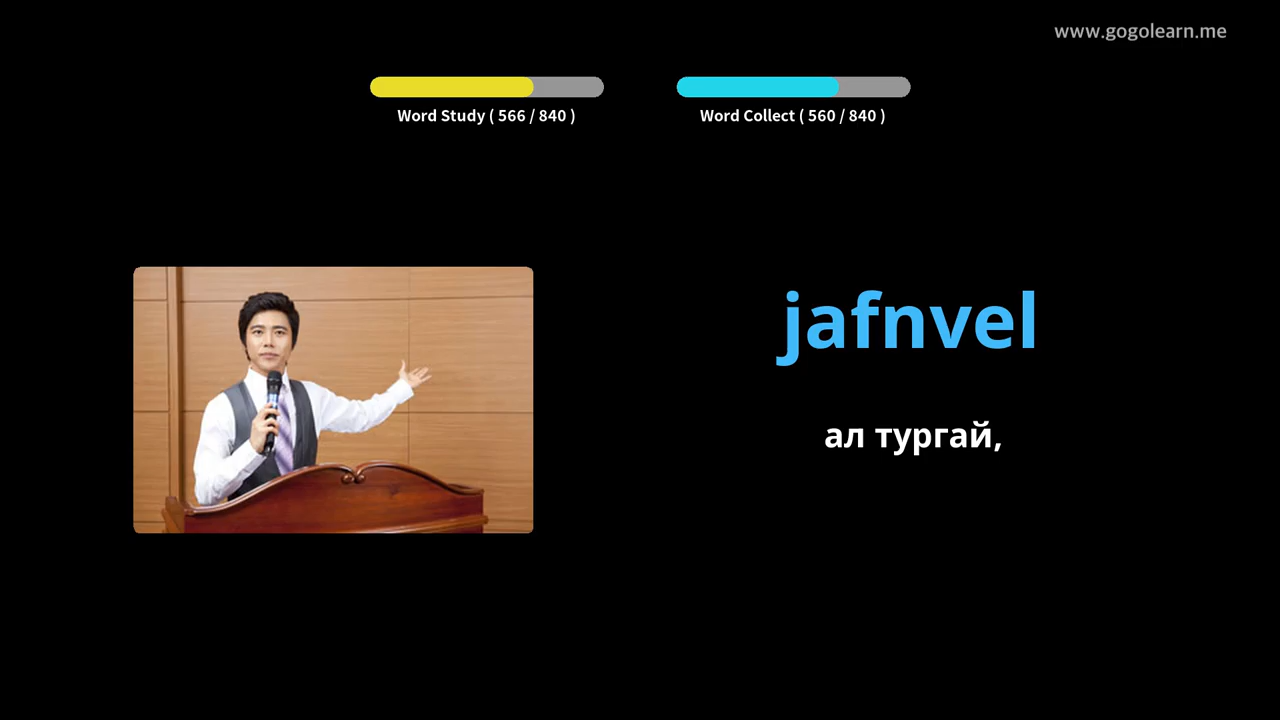 www.gogolearn.me
Word Study ( 566 / 840 )
Word Collect ( 560 / 840 )
jafnvel
ал тургай,